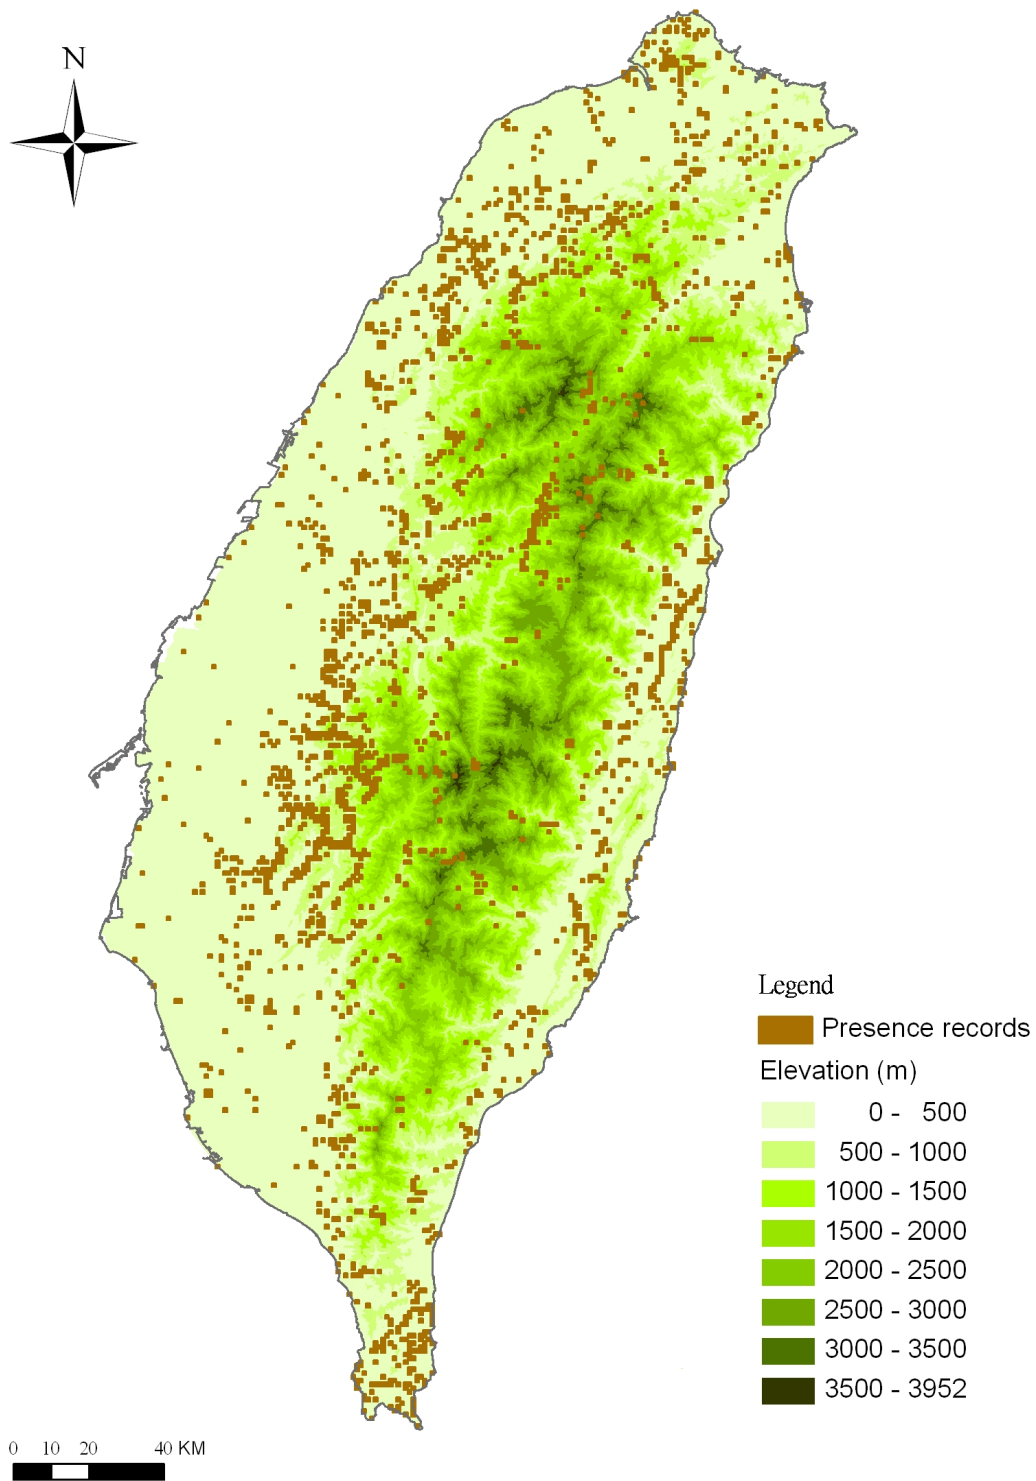 N
Legend
Presence records
Elevation (m)
0 - 500
500 - 1000
1000 - 1500
1500 - 2000
2000 - 2500
2500 - 3000
3000 - 3500
3500 - 3952
0 10 20 40 KM